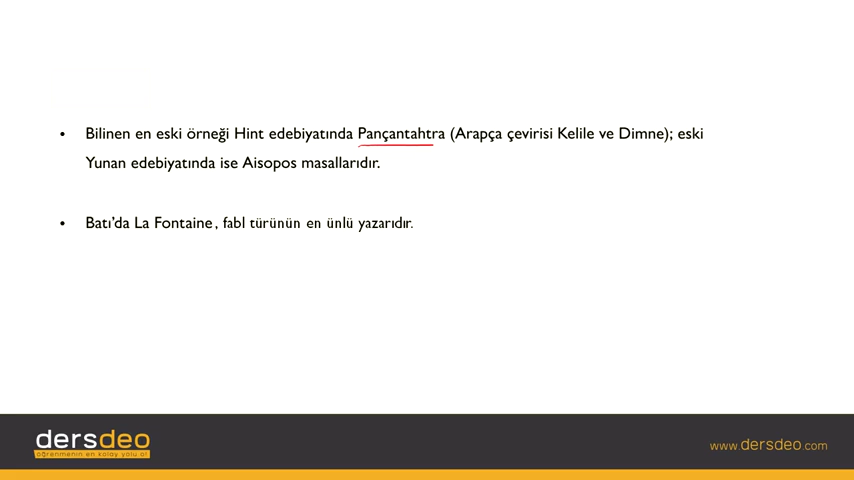 • Bilinen en eski örneği Hint edebiyatında Pançantahtra (Arapça çevirisi Kelile ve Dimne); eski
Yunan edebiyatında ise Aisopos masallarıdır.
• Batı’da La Fontaine, fabl türünün en ünlü yazarıdır.
dersdeo
öğrenmenin en kolay yolu o!
www.dersdeo.com